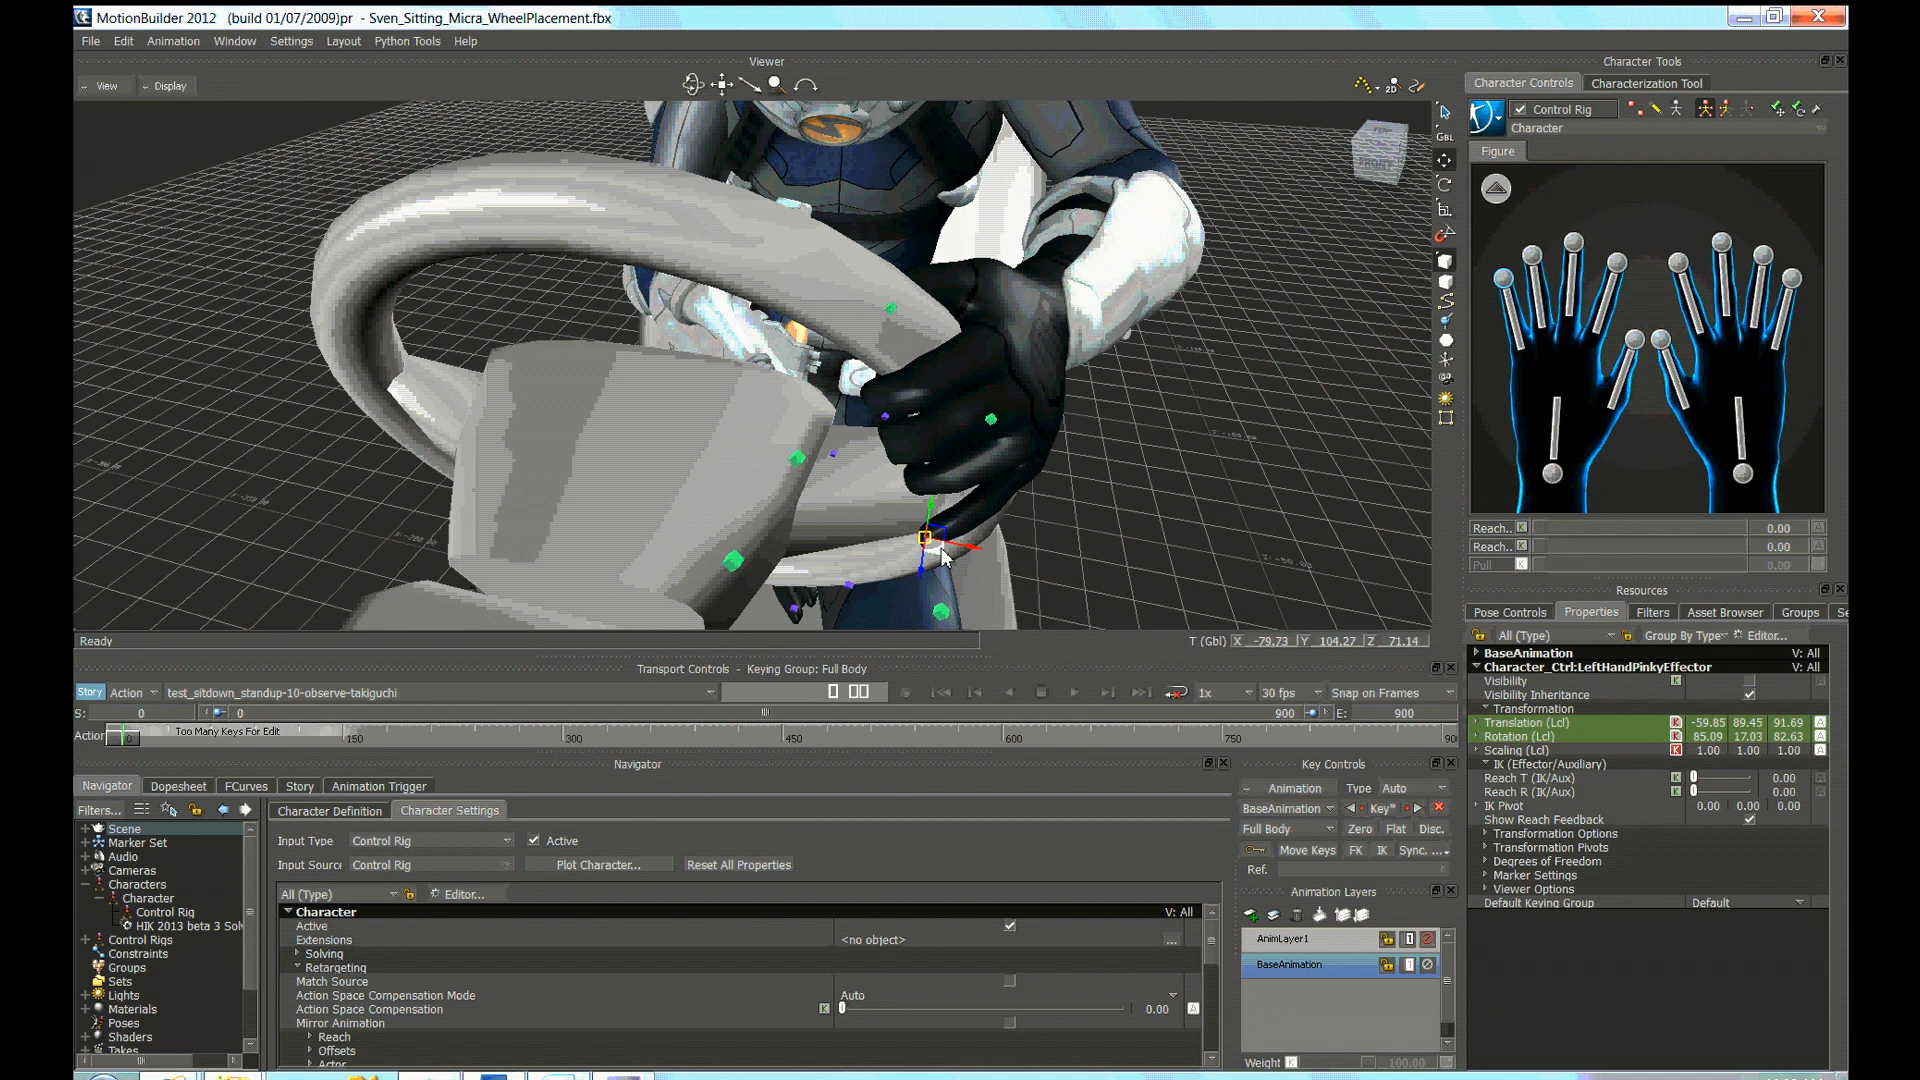 MotionBuilder 2012 (build 01/07/2009)pr - Sven_Sitting_Micra_WheelPlacement.fbx
File Edit Animation Window Settings Layout Python Tools Help
Viewer
Character Tools
View Display
2D
Character Controls Characterization Tool
Control Rig
GBL
Character
Figure
FRONT
Reach.. K 0.00 A
Reach.. K 0.00 A
Pull K 0.00
Resources
Pose Controls Properties Filters Asset Browser Groups Se
Ready
T (Gbl) X -79.73 Y 104.27 Z 71.14
All (Type) Group By Type Editor...
BaseAnimation V: All
Character_Ctrl:LeftHandPinkyEffector V: All
Visibility K
Visibility Inheritance
Transformation
Translation (Lcl) K -59.85 89.45 91.69 A
Rotation (Lcl) K 85.09 17.03 82.63 A
Scaling (Lcl) K 1.00 1.00 1.00 A
IK (Effector/Auxiliary)
Reach T (IK/Aux) K 0.00
Reach R (IK/Aux) K 0.00
IK Pivot 0.00 0.00 0.00
Show Reach Feedback
Transformation Options
Transformation Pivots
Degrees of Freedom
Marker Settings
Viewer Options
Default Keying Group Default
Transport Controls - Keying Group: Full Body
Story Action test_sitdown_standup-10-observe-takiguchi 1x 30 fps Snap on Frames
S: 0 0 900 E: 900
Action 0 Too Many Keys For Edit 150 300 450 600 750 90
Navigator
Navigator Dopesheet FCurves Story Animation Trigger
Filters...
Scene
Marker Set
Audio
Cameras
Characters
Character
Control Rig
HIK 2013 beta 3 Solv
Control Rigs
Constraints
Groups
Sets
Lights
Materials
Poses
Shaders
Takes
Character Definition Character Settings
Input Type Control Rig Active
Input Source Control Rig Plot Character... Reset All Properties
All (Type) Editor...
Character V: All
Active
Extensions <no object> ...
Solving
Retargeting
Match Source
Action Space Compensation Mode Auto
Action Space Compensation K 0.00 A
Mirror Animation
Reach
Offsets
Actor
Key Controls
Animation Type Auto
BaseAnimation Key*
Full Body Zero Flat Disc.
Move Keys FK IK Sync. ...
Ref.
Animation Layers
AnimLayer1
BaseAnimation
Weight K 100.00